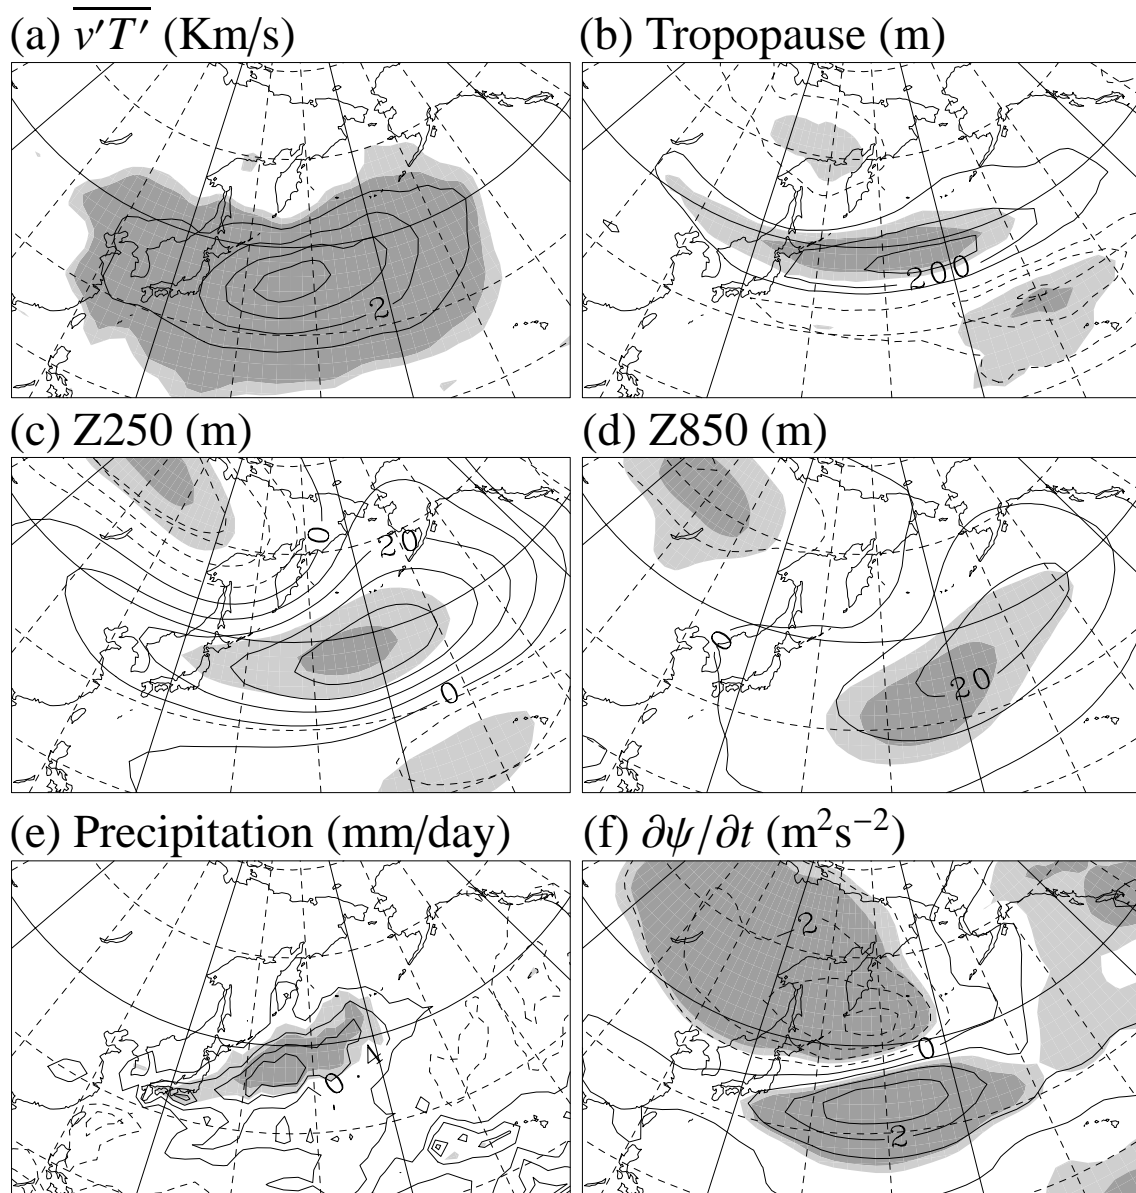 (a) v′T′ (Km/s)
(b) Tropopause (m)
2
200
(c) Z250 (m)
(d) Z850 (m)
0
20
0
0
20
(e) Precipitation (mm/day)
(f) ∂ψ/∂t (m²s⁻²)
2
0
.4
0
2